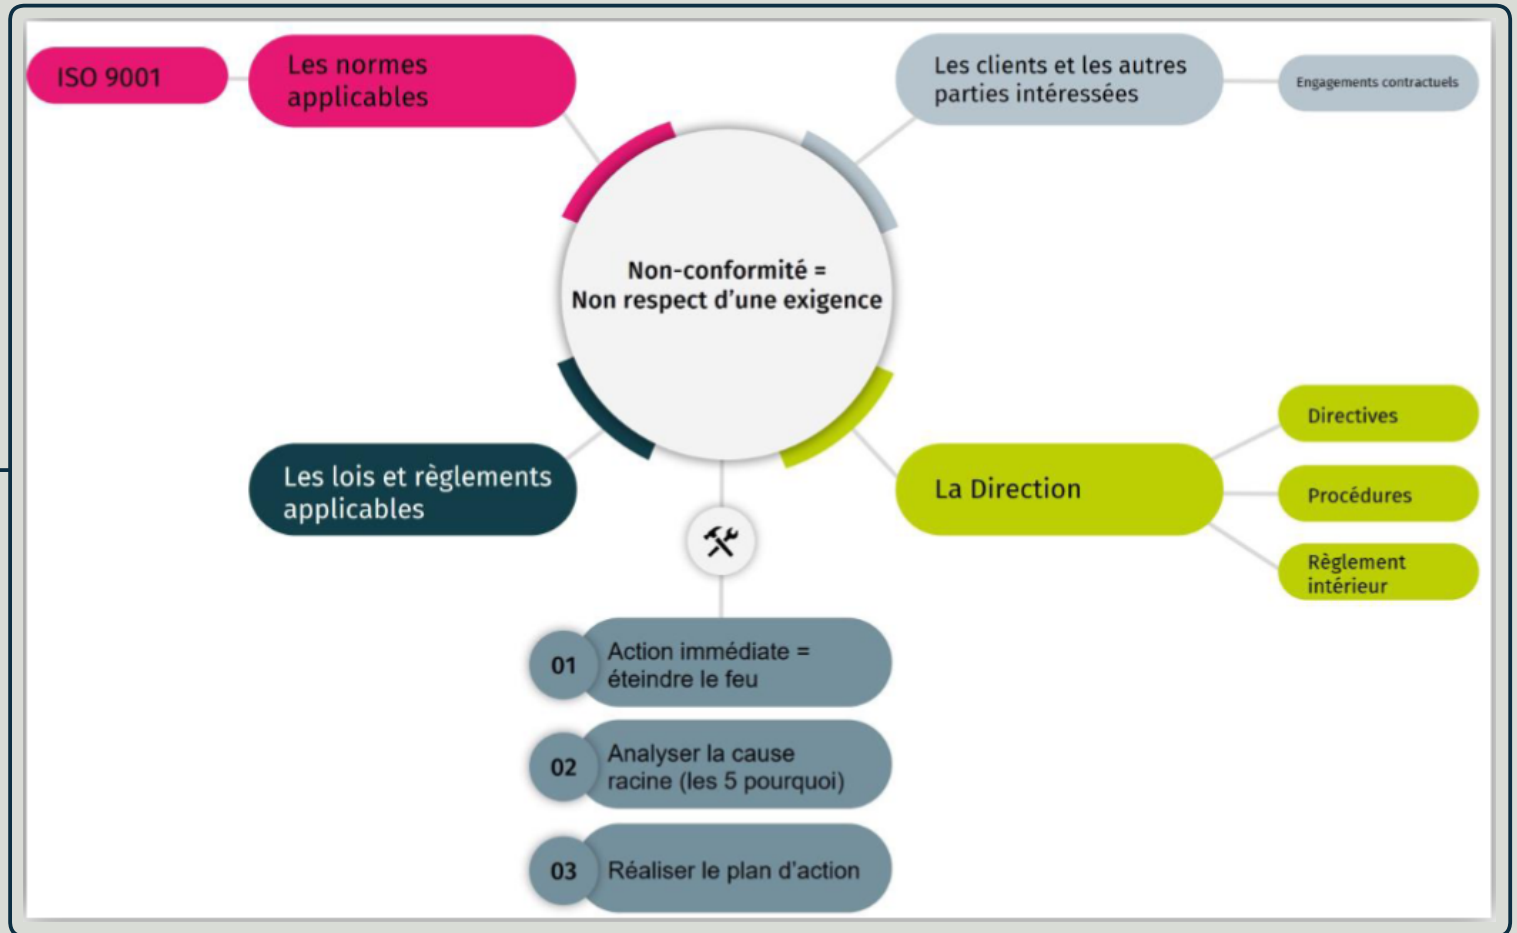 ISO 9001
Les normes
applicables
Les clients et les autres
parties intéressées
Engagements contractuels
Non-conformité =
Non respect d'une exigence
Les lois et règlements
applicables
La Direction
Directives
Procédures
Règlement
intérieur
01
Action immédiate =
éteindre le feu
02
Analyser la cause
racine (les 5 pourquoi)
03
Réaliser le plan d'action